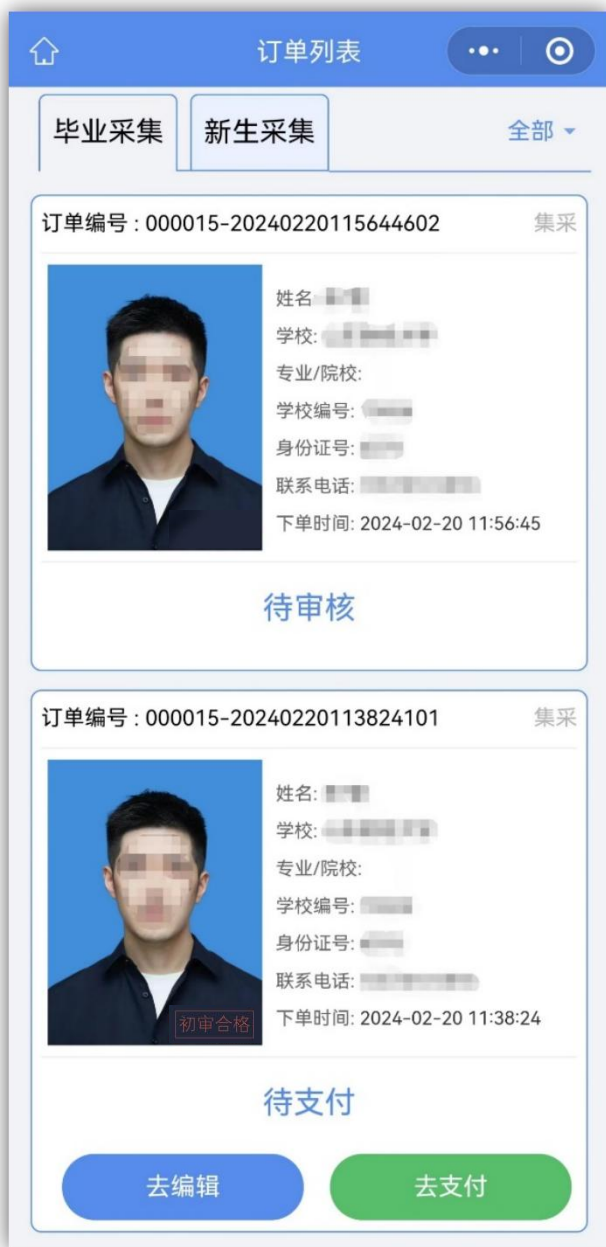 订单列表
毕业采集 新生采集 全部
订单编号 : 000015-20240220115644602 集采
姓名:
学校:
专业/院校:
学校编号:
身份证号:
联系电话:
下单时间: 2024-02-20 11:56:45
待审核
订单编号 : 000015-20240220113824101 集采
姓名:
学校:
专业/院校:
学校编号:
身份证号:
联系电话:
下单时间: 2024-02-20 11:38:24
初审合格
待支付
去编辑 去支付